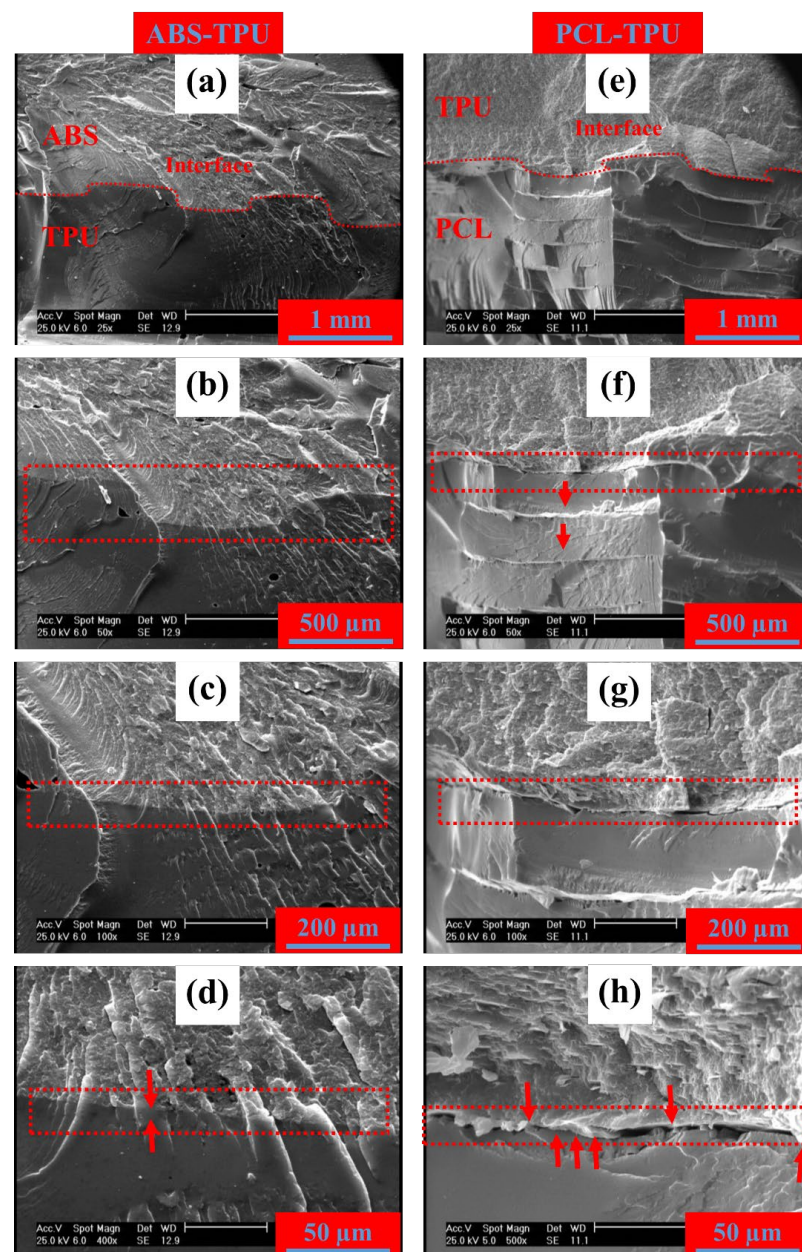 ABS-TPU
PCL-TPU
(a)
ABS
Interface
TPU
Acc.V Spot Magn Det WD
25.0 kV 6.0 25x SE 12.9
1 mm
(e)
TPU
Interface
PCL
Acc.V Spot Magn Det WD
25.0 kV 6.0 25x SE 11.1
1 mm
(b)
Acc.V Spot Magn Det WD
25.0 kV 6.0 50x SE 12.9
500 µm
(f)
Acc.V Spot Magn Det WD
25.0 kV 6.0 50x SE 11.1
500 µm
(c)
Acc.V Spot Magn Det WD
25.0 kV 6.0 100x SE 12.9
200 µm
(g)
Acc.V Spot Magn Det WD
25.0 kV 6.0 100x SE 11.1
200 µm
(d)
Acc.V Spot Magn Det WD
25.0 kV 6.0 400x SE 12.9
50 µm
(h)
Acc.V Spot Magn Det WD
25.0 kV 5.0 500x SE 11.1
50 µm